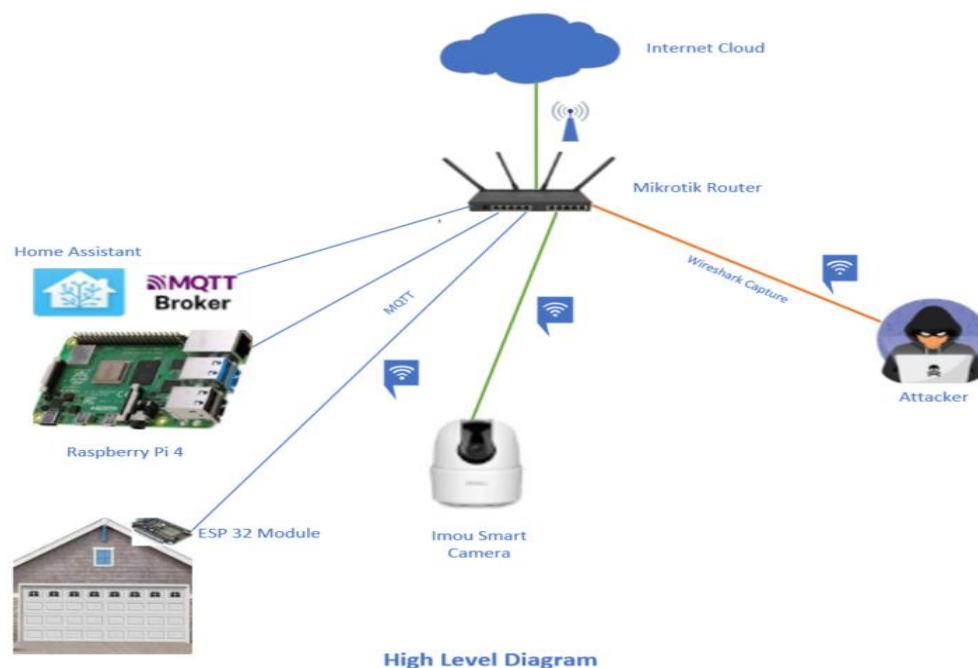 Internet Cloud
Mikrotik Router
Home Assistant
MQTT
Broker
MQTT
Wireshark Capture
Attacker
Raspberry Pi 4
ESP 32 Module
Imou Smart
Camera
High Level Diagram